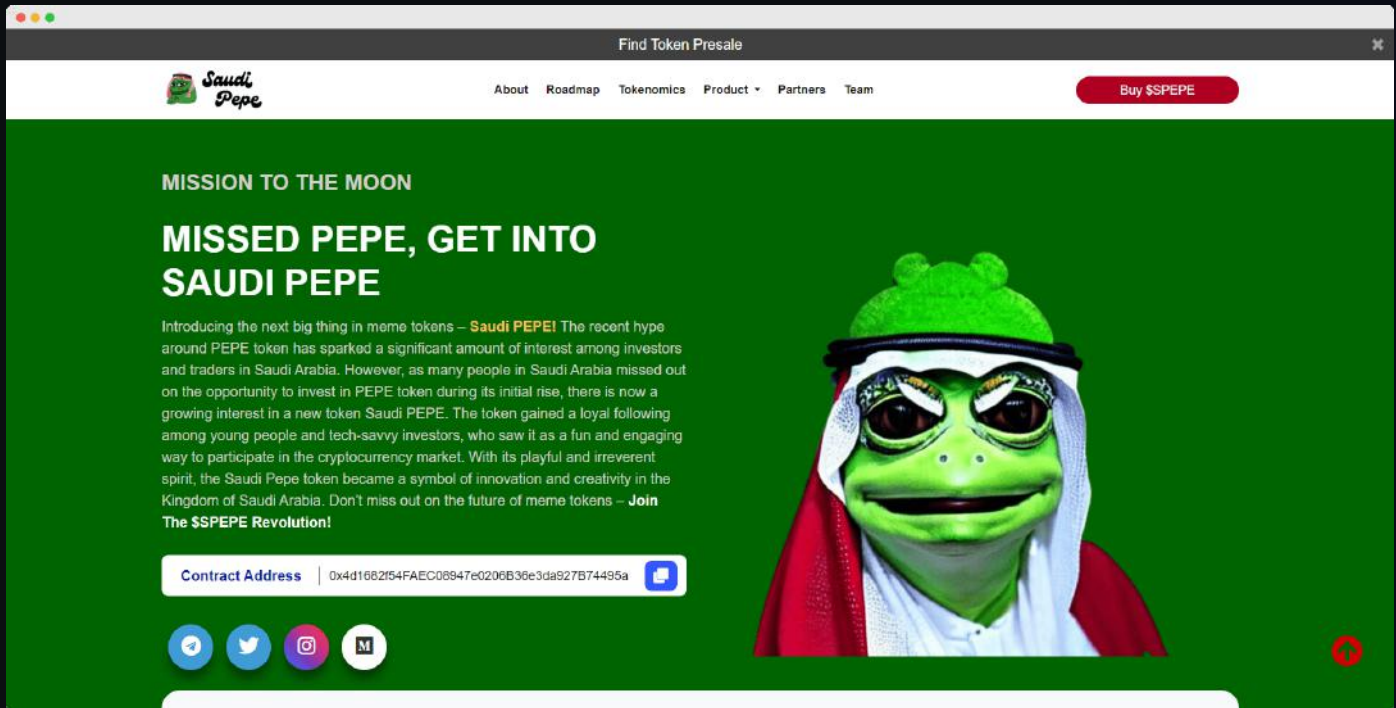 Find Token Presale
Saudi
Pepe
About Roadmap Tokenomics Product Partners Team
Buy $SPEPE
MISSION TO THE MOON
MISSED PEPE, GET INTO
SAUDI PEPE
Introducing the next big thing in meme tokens – Saudi PEPE! The recent hype
around PEPE token has sparked a significant amount of interest among investors
and traders in Saudi Arabia. However, as many people in Saudi Arabia missed out
on the opportunity to invest in PEPE token during its initial rise, there is now a
growing interest in a new token Saudi PEPE. The token gained a loyal following
among young people and tech-savvy investors, who saw it as a fun and engaging
way to participate in the cryptocurrency market. With its playful and irreverent
spirit, the Saudi Pepe token became a symbol of innovation and creativity in the
Kingdom of Saudi Arabia. Don't miss out on the future of meme tokens – Join
The $SPEPE Revolution!
Contract Address 0x4d1682f54FAEC08947e0206B36e3da927B74495a
M